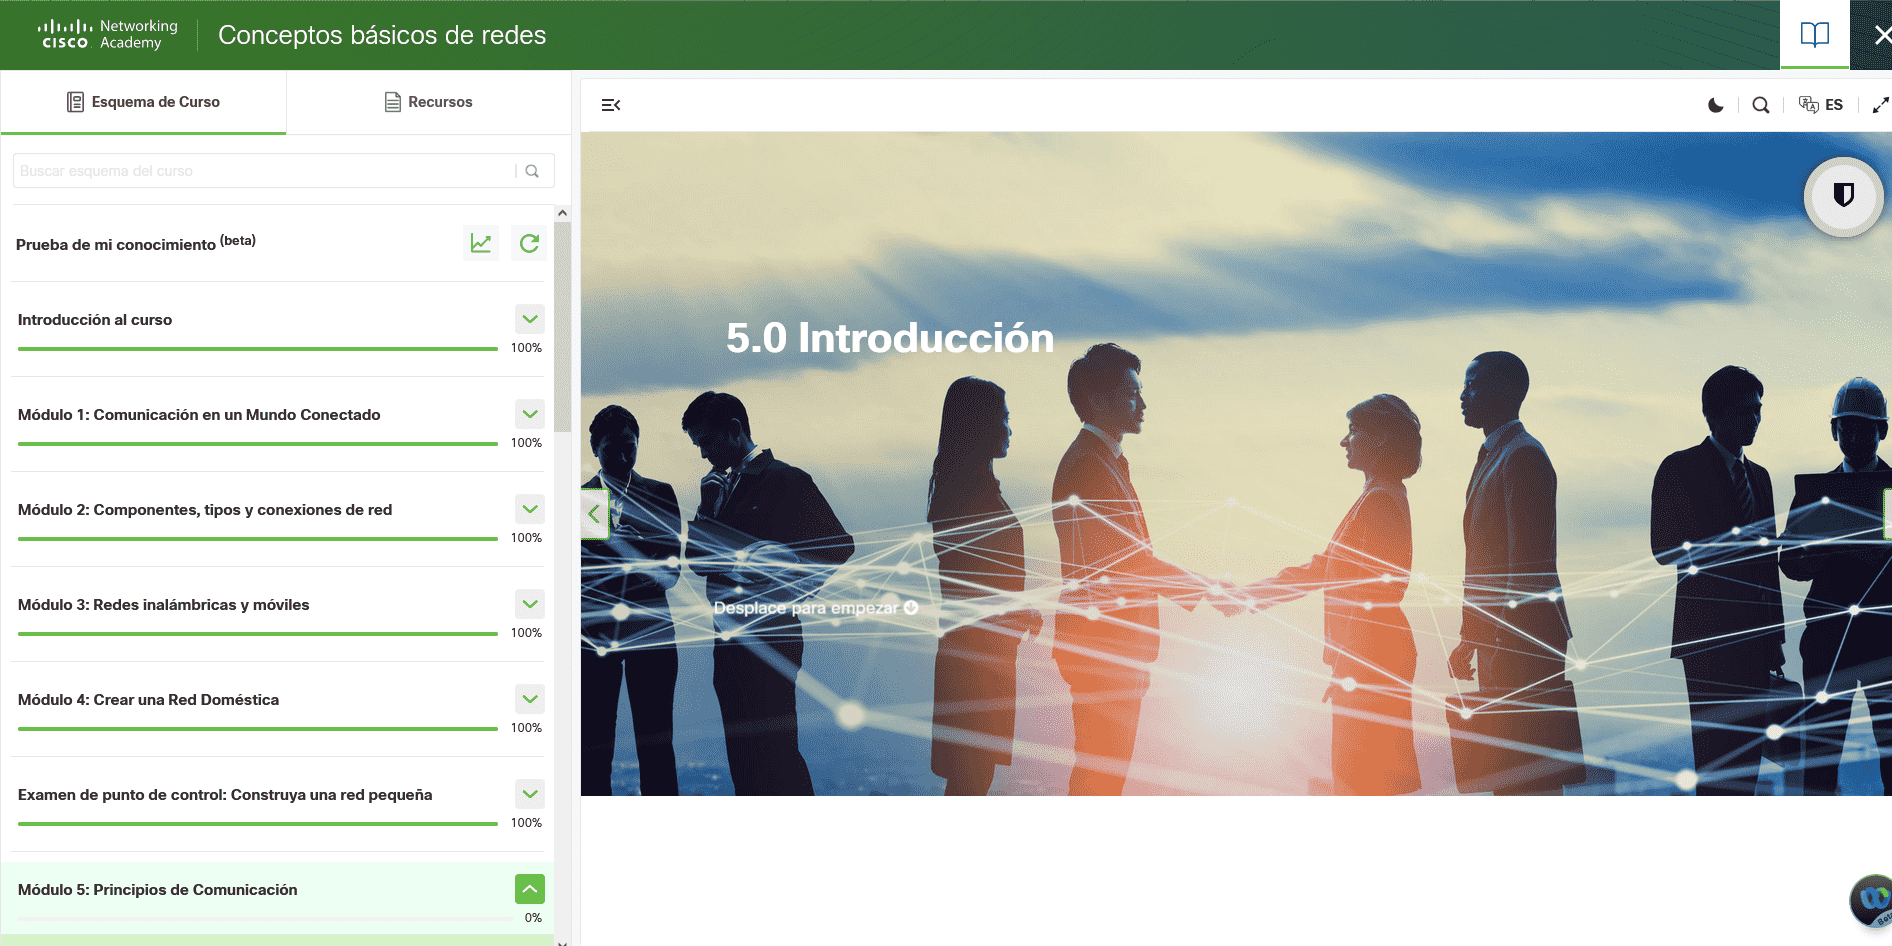 Networking
CISCO Academy
Conceptos básicos de redes
Esquema de Curso
Recursos
Buscar esquema del curso
ES
Prueba de mi conocimiento (beta)
Introducción al curso
100%
Módulo 1: Comunicación en un Mundo Conectado
100%
Módulo 2: Componentes, tipos y conexiones de red
100%
Módulo 3: Redes inalámbricas y móviles
100%
Módulo 4: Crear una Red Doméstica
100%
Examen de punto de control: Construya una red pequeña
100%
Módulo 5: Principios de Comunicación
0%
5.0 Introducción
Desplace para empezar